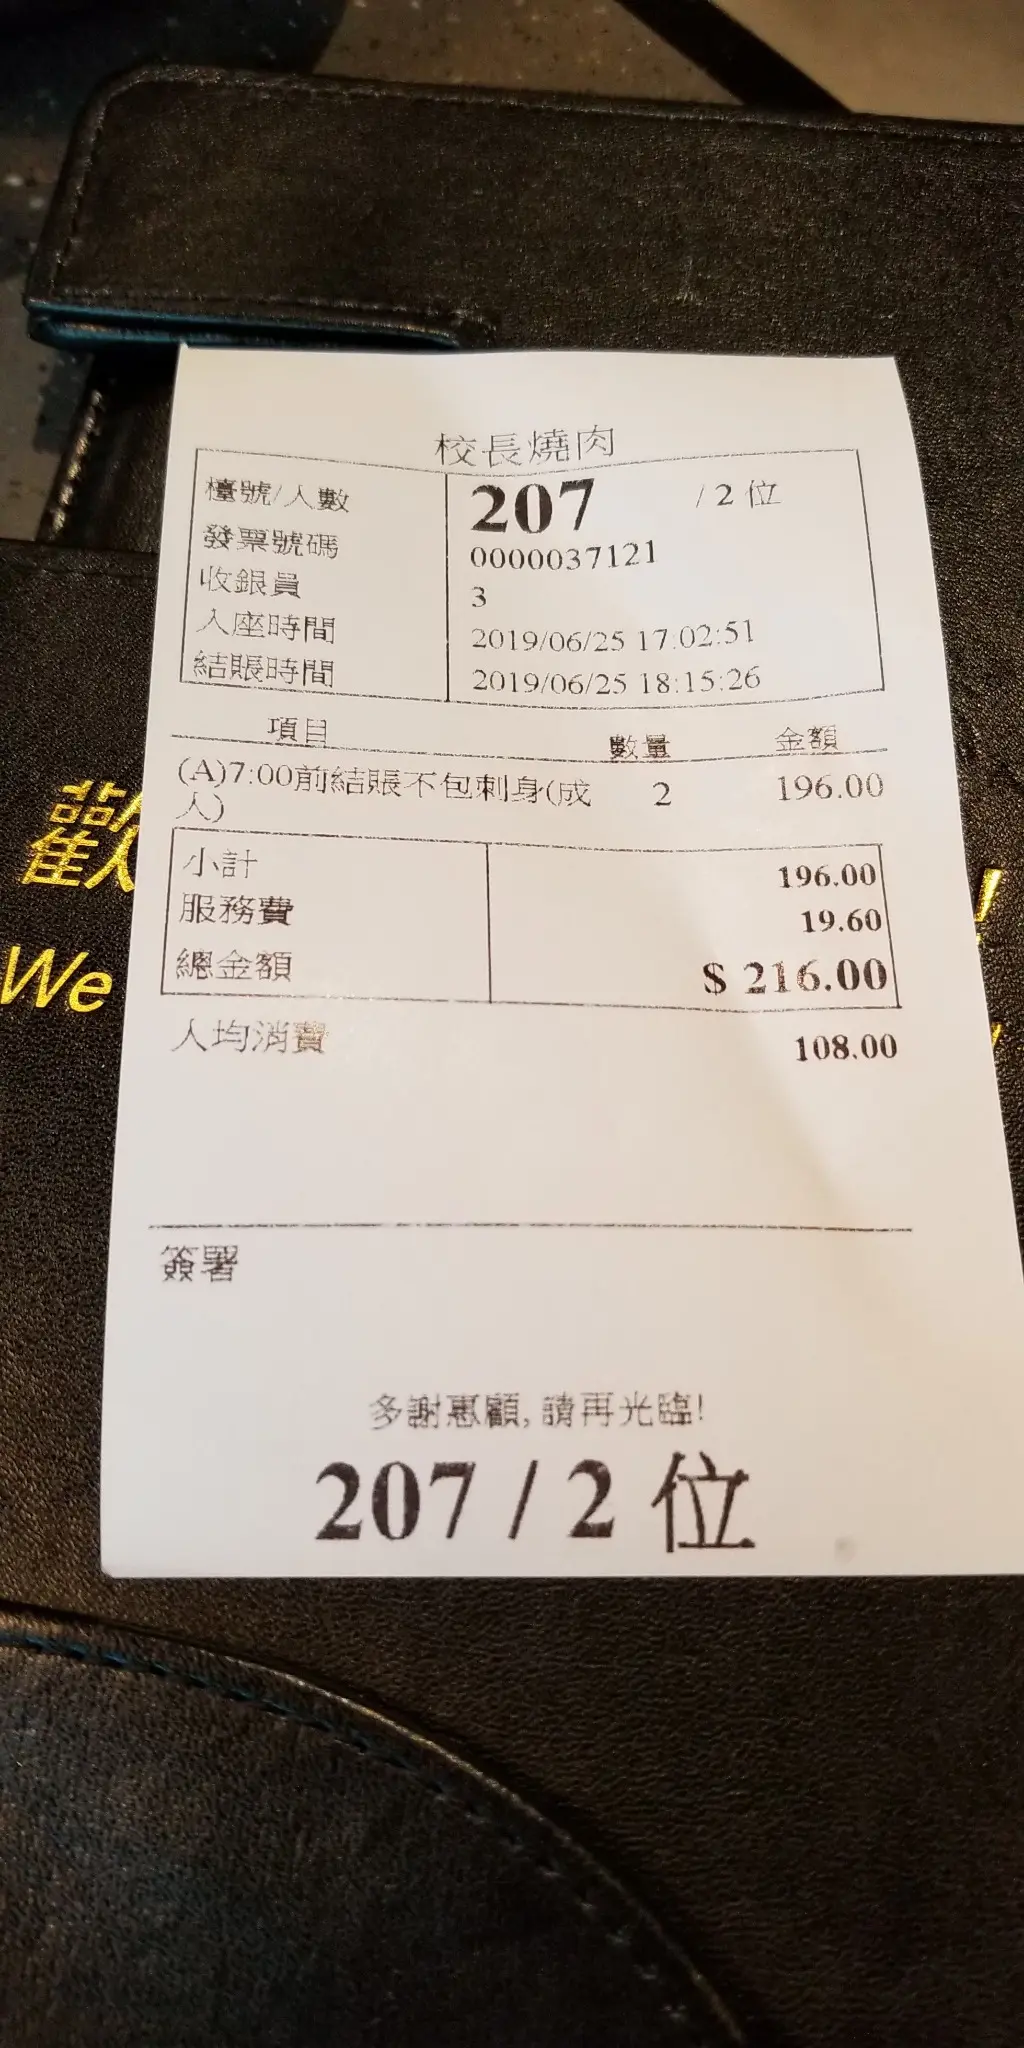 校長燒肉
檯號/人數 207 / 2 位
發票號碼 0000037121
收銀員 3
入座時間 2019/06/25 17:02:51
結賬時間 2019/06/25 18:15:26
項目 數量 金額
(A)7:00前結賬不包刺身(成 2 196.00
人)
小計 196.00
服務費 19.60
總金額 $ 216.00
人均消費 108.00
簽署
多謝惠顧, 請再光臨!
207 / 2 位
歡 !
We